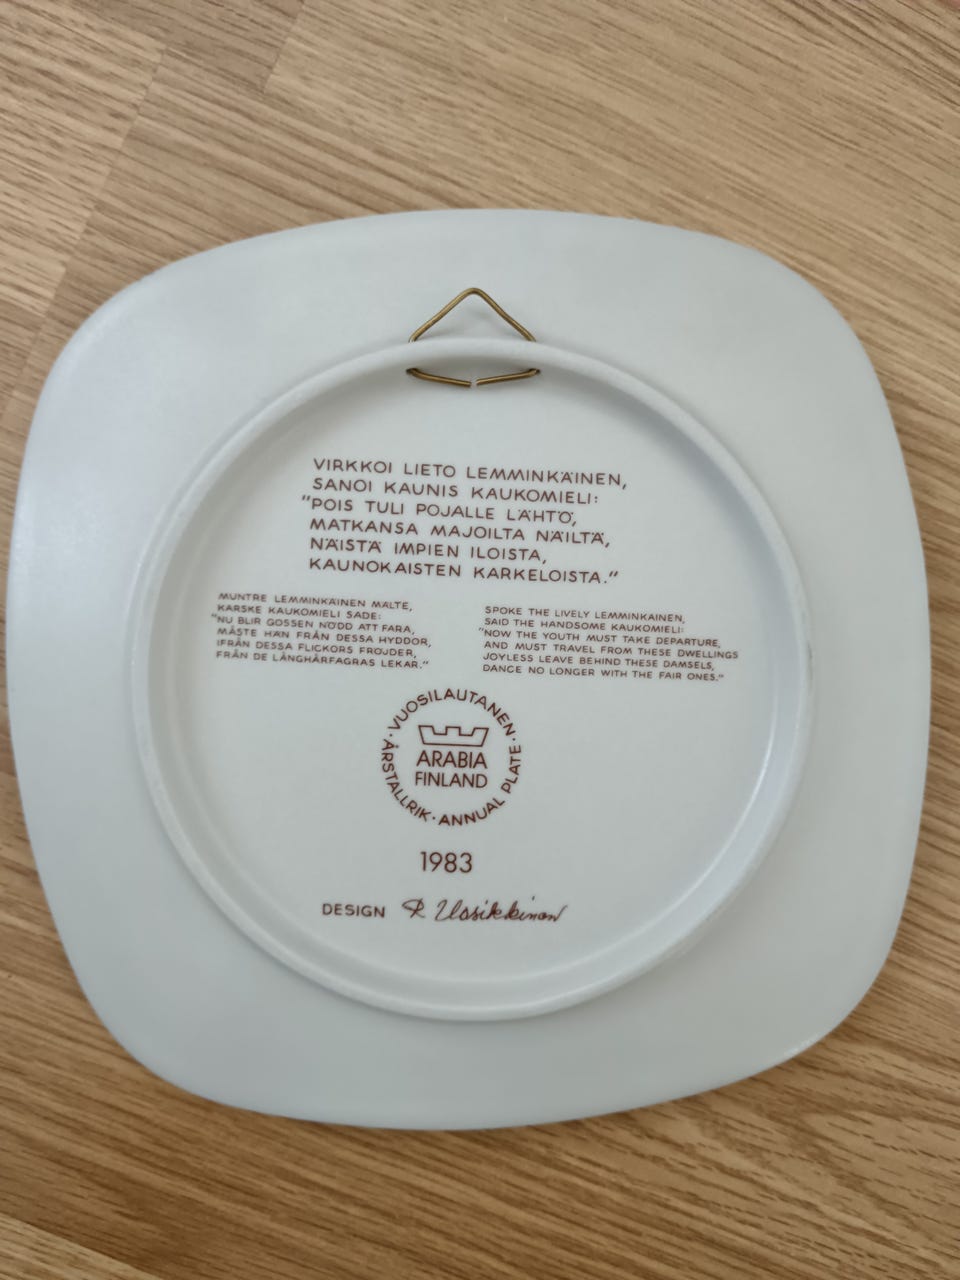 VIRKKOI LIETO LEMMINKÄINEN,
SANOI KAUNIS KAUKOMIELI:
"POIS TULI POJALLE LÄHTÖ,
MATKANSA MAJOILTA NÄILTÄ,
NÄISTÄ IMPIEN ILOISTA,
KAUNOKAISTEN KARKELOISTA."
MUNTRE LEMMINKÄINEN MÄLTE,
KARSKE KAUKOMIELI SADE:
"NU BLIR GOSSEN NÖDD ATT FARA,
MÅSTE HÄN FRÅN DESSA HYDDOR,
IFRÅN DESSA FLICKORS FRÖJDER,
FRÅN DE LÅNGHÅRFAGRAS LEKAR."
SPOKE THE LIVELY LEMMINKAINEN,
SAID THE HANDSOME KAUKOMIELI:
"NOW THE YOUTH MUST TAKE DEPARTURE,
AND MUST TRAVEL FROM THESE DWELLINGS
JOYLESS LEAVE BEHIND THESE DAMSELS,
DANCE NO LONGER WITH THE FAIR ONES."
· VUOSILAUTANEN ·
ARABIA
FINLAND
ÅRSTALLRIK · ANNUAL PLATE
1983
DESIGN R Uosikkinen